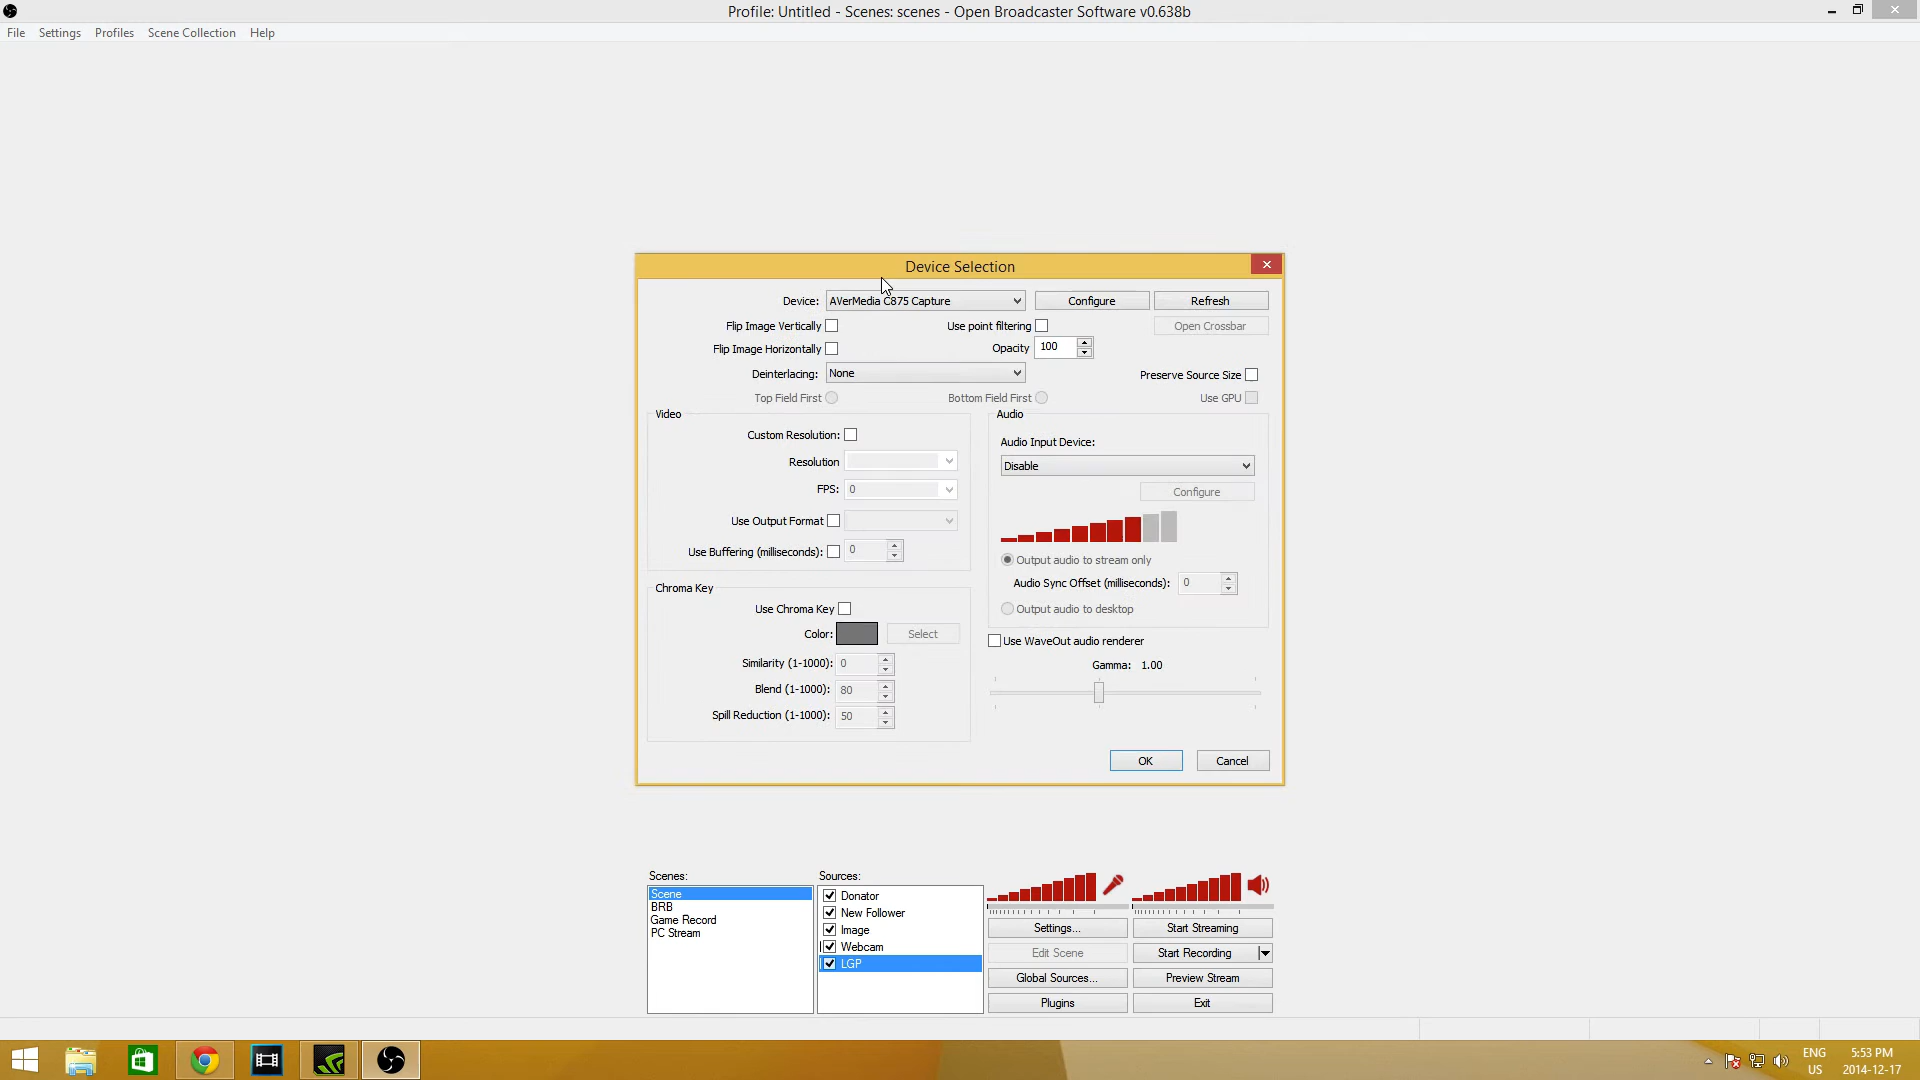 Profile: Untitled - Scenes: scenes - Open Broadcaster Software v0.638b
File Settings Profiles Scene Collection Help
Device Selection
Device: AVerMedia C875 Capture Configure Refresh
Flip Image Vertically Use point filtering Open Crossbar
Flip Image Horizontally Opacity 100
Deinterlacing: None Preserve Source Size
Top Field First Bottom Field First Use GPU
Video
Custom Resolution:
Resolution
FPS: 0
Use Output Format
Use Buffering (milliseconds): 0
Audio
Audio Input Device:
Disable
Configure
Output audio to stream only
Audio Sync Offset (milliseconds): 0
Output audio to desktop
Chroma Key
Use Chroma Key
Color: Select
Similarity (1-1000): 0
Blend (1-1000): 80
Spill Reduction (1-1000): 50
Use WaveOut audio renderer
Gamma: 1.00
OK Cancel
Scenes:
Scene
BRB
Game Record
PC Stream
Sources:
Donator
New Follower
Image
Webcam
LGP
Settings... Start Streaming
Edit Scene Start Recording
Global Sources... Preview Stream
Plugins Exit
ENG 5:53 PM
US 2014-12-17